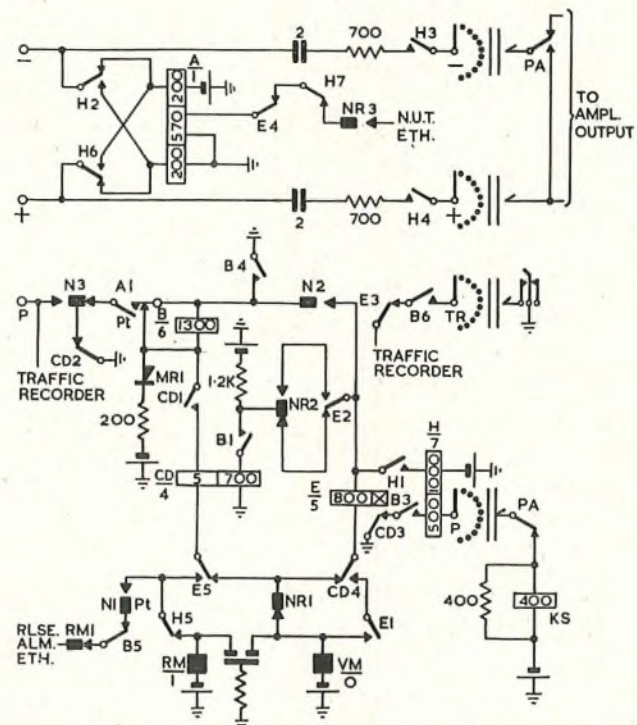 2
700
H3
−
PA
−
A
1
200
H2
H7
NR3
N.U.T.
ETH.
TO
AMPL.
OUTPUT
570
E4
H6
200
+
2
700
H4
+
B4
N3
A1
N2
E3
P
Pt
B
6
1300
B6
TR
CD2
TRAFFIC
RECORDER
TRAFFIC
RECORDER
MR1
CD1
1·2K
NR2
E2
200
B1
H
7
CD
4
5
700
H1
E
5
800
B3
500
P
PA
CD3
E5
CD4
400
400
KS
N1
Pt
NR1
H5
E1
RLSE.
ALM.
ETH.
RM1
B5
RM
1
VM
0